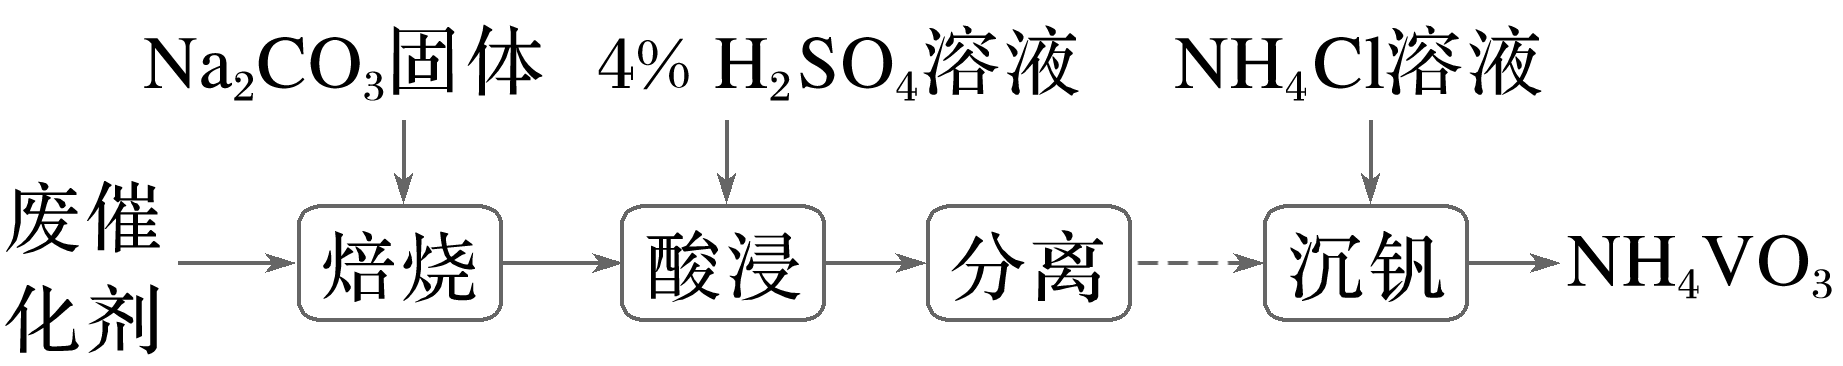 Na₂CO₃固体 4% H₂SO₄溶液 NH₄Cl溶液
废催化剂 焙烧 酸浸 分离 沉钒 NH₄VO₃